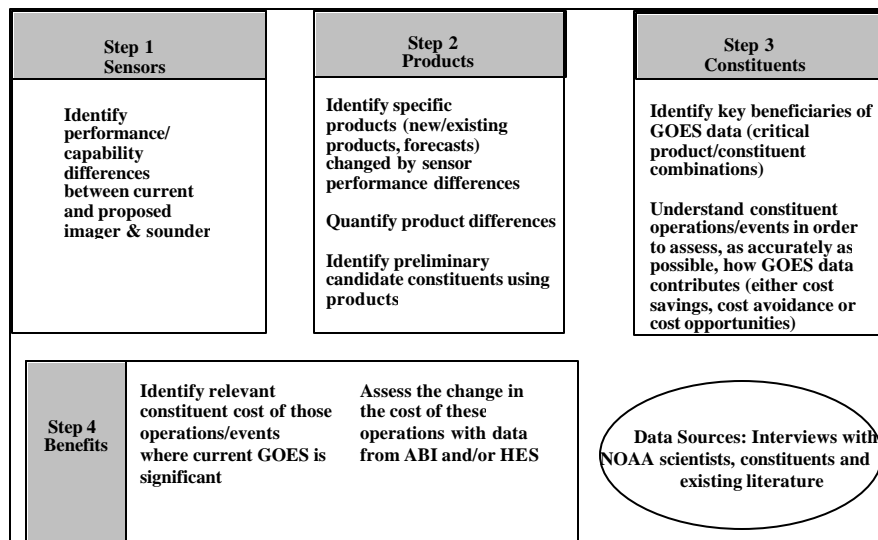 Step 1
Sensors
Identify
performance/
capability
differences
between current
and proposed
imager & sounder
Step 2
Products
Identify specific
products (new/existing
products, forecasts)
changed by sensor
performance differences
Quantify product differences
Identify preliminary
candidate constituents using
products
Step 3
Constituents
Identify key beneficiaries of
GOES data (critical
product/constituent
combinations)
Understand constituent
operations/events in order
to assess, as accurately as
possible, how GOES data
contributes (either cost
savings, cost avoidance or
cost opportunities)
Step 4
Benefits
Identify relevant
constituent cost of those
operations/events
where current GOES is
significant
Assess the change in
the cost of these
operations with data
from ABI and/or HES
Data Sources: Interviews with
NOAA scientists, constituents and
existing literature